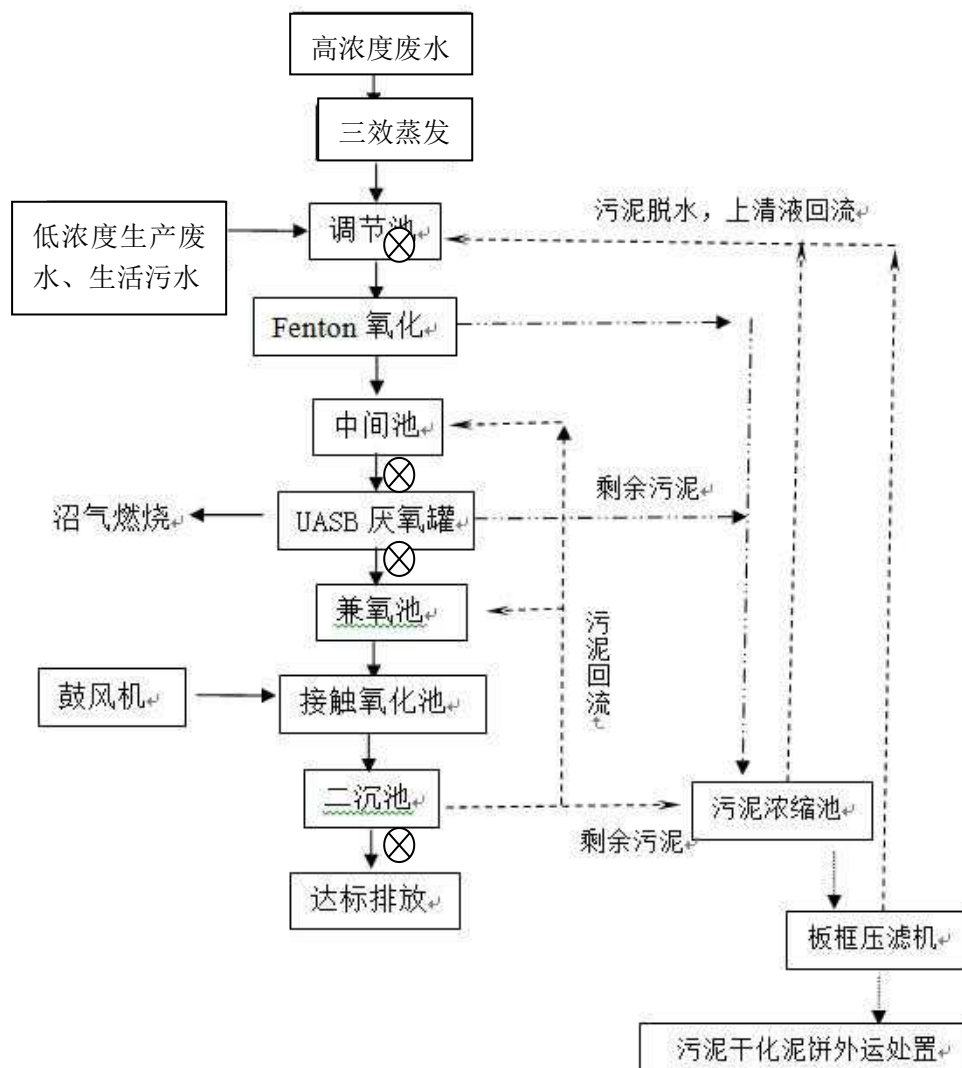 高浓度废水
三效蒸发
污泥脱水，上清液回流
低浓度生产废
水、生活污水
调节池
Fenton 氧化
中间池
剩余污泥
沼气燃烧
UASB 厌氧罐
兼氧池
污泥回流
鼓风机
接触氧化池
二沉池
污泥浓缩池
剩余污泥
达标排放
板框压滤机
污泥干化泥饼外运处置